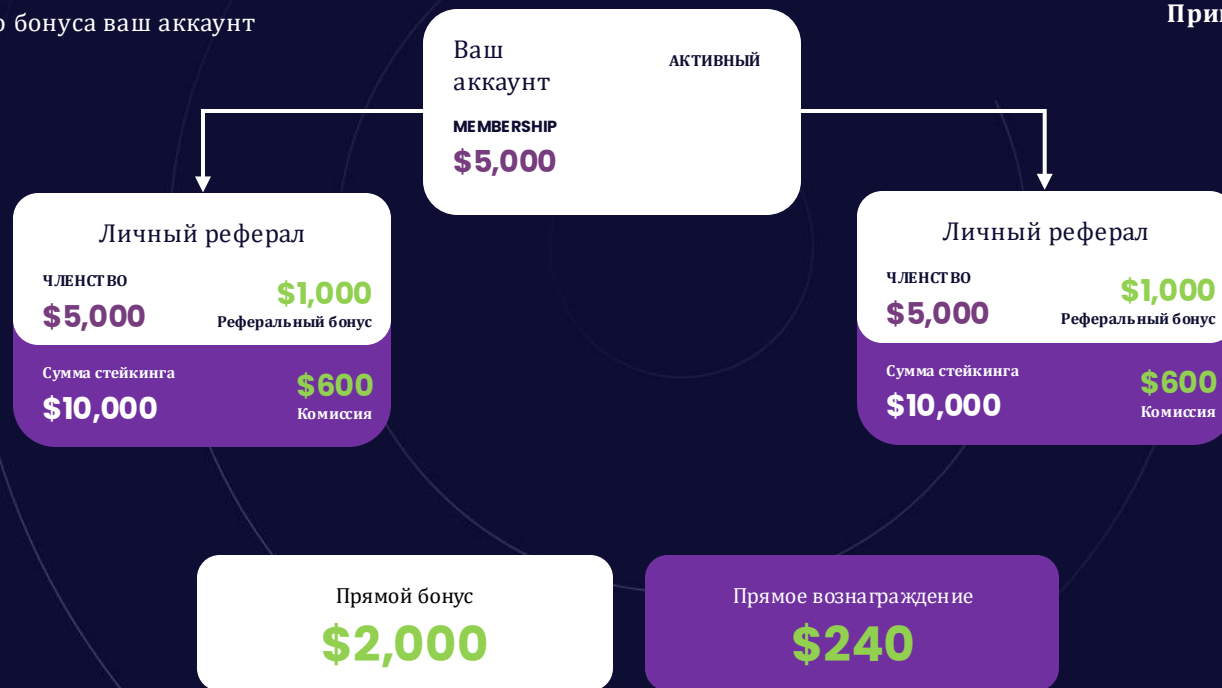 бонуса ваш аккаунт
Ваш
аккаунт
АКТИВНЫЙ
MEMBERSHIP
$5,000
Личный реферал
ЧЛЕНСТВО
$5,000
$1,000
Реферальный бонус
Сумма стейкинга
$10,000
$600
Комиссия
Личный реферал
ЧЛЕНСТВО
$5,000
$1,000
Реферальный бонус
Сумма стейкинга
$10,000
$600
Комиссия
Прямой бонус
$2,000
Прямое вознаграждение
$240